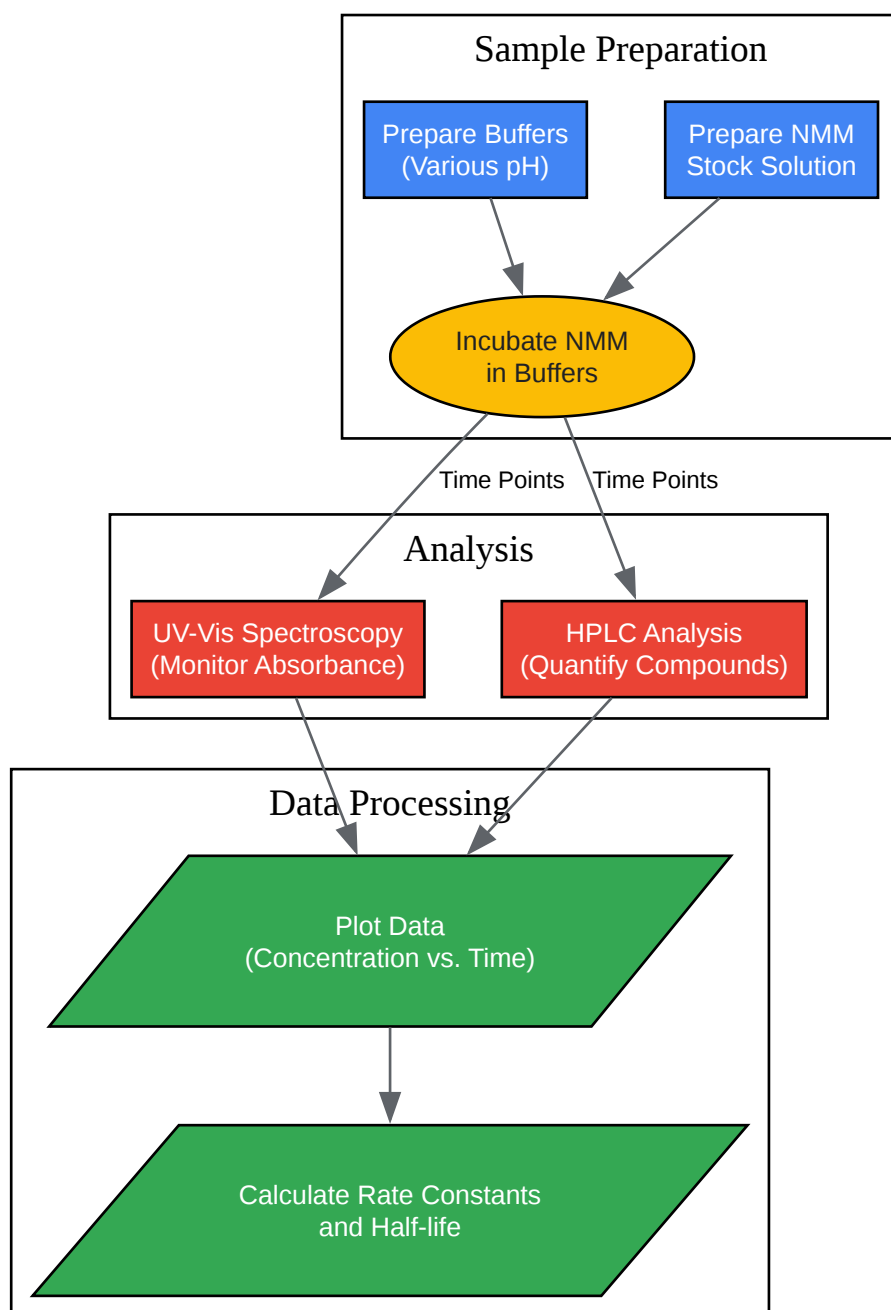 Sample Preparation
Prepare Buffers
(Various pH)
Prepare NMM
Stock Solution
Incubate NMM
in Buffers
Time Points
Time Points
Analysis
UV-Vis Spectroscopy
(Monitor Absorbance)
HPLC Analysis
(Quantify Compounds)
Data Processing
Plot Data
(Concentration vs. Time)
Calculate Rate Constants
and Half-life